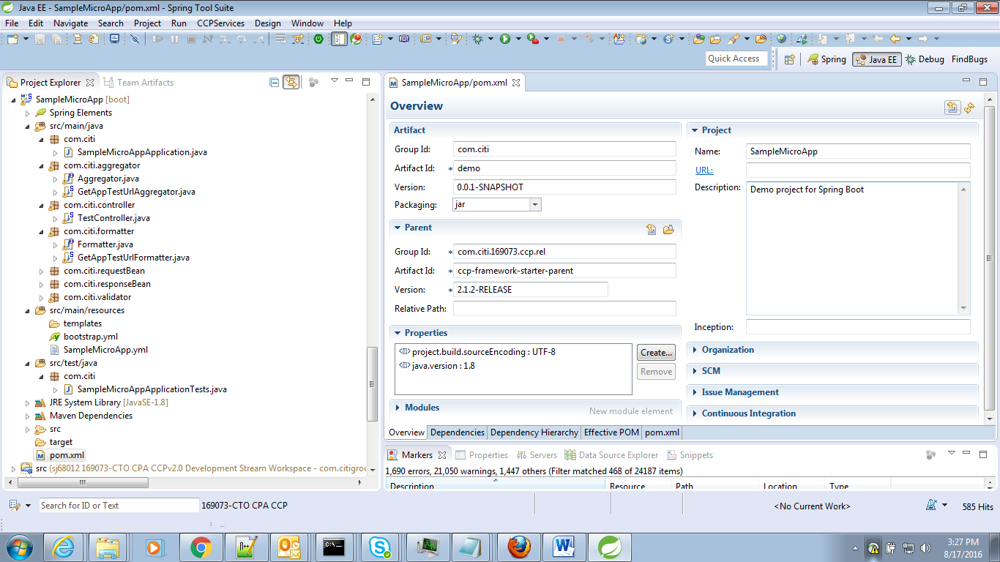 Java EE - SampleMicroApp/pom.xml - Spring Tool Suite
File Edit Navigate Search Project Run CCPServices Design Window Help
Quick Access Spring Java EE Debug FindBugs
Project Explorer Team Artifacts
SampleMicroApp [boot]
Spring Elements
src/main/java
com.citi
SampleMicroAppApplication.java
com.citi.aggregator
Aggregator.java
GetAppTestUrlAggregator.java
com.citi.controller
TestController.java
com.citi.formatter
Formatter.java
GetAppTestUrlFormatter.java
com.citi.requestBean
com.citi.responseBean
com.citi.validator
src/main/resources
templates
bootstrap.yml
SampleMicroApp.yml
src/test/java
com.citi
SampleMicroAppApplicationTests.java
JRE System Library [JavaSE-1.8]
Maven Dependencies
src
target
pom.xml
src (sj68012 169073-CTO CPA CCPv2.0 Development Stream Workspace - com.citigrou
SampleMicroApp/pom.xml
Overview
Artifact
Group Id: com.citi
Artifact Id: * demo
Version: 0.0.1-SNAPSHOT
Packaging: jar
Parent
Group Id: * com.citi.169073.ccp.rel
Artifact Id: * ccp-framework-starter-parent
Version: * 2.1.2-RELEASE
Relative Path:
Properties
project.build.sourceEncoding : UTF-8
java.version : 1.8
Create...
Remove
Modules
New module element
Project
Name: SampleMicroApp
URL:
Description: Demo project for Spring Boot
Inception:
Organization
SCM
Issue Management
Continuous Integration
Overview Dependencies Dependency Hierarchy Effective POM pom.xml
Markers Properties Servers Data Source Explorer Snippets
1,690 errors, 21,050 warnings, 1,447 others (Filter matched 468 of 24187 items)
Description Resource Path Location Type
Search for ID or Text 169073-CTO CPA CCP <No Current Work> 585 Hits
3:27 PM
8/17/2016